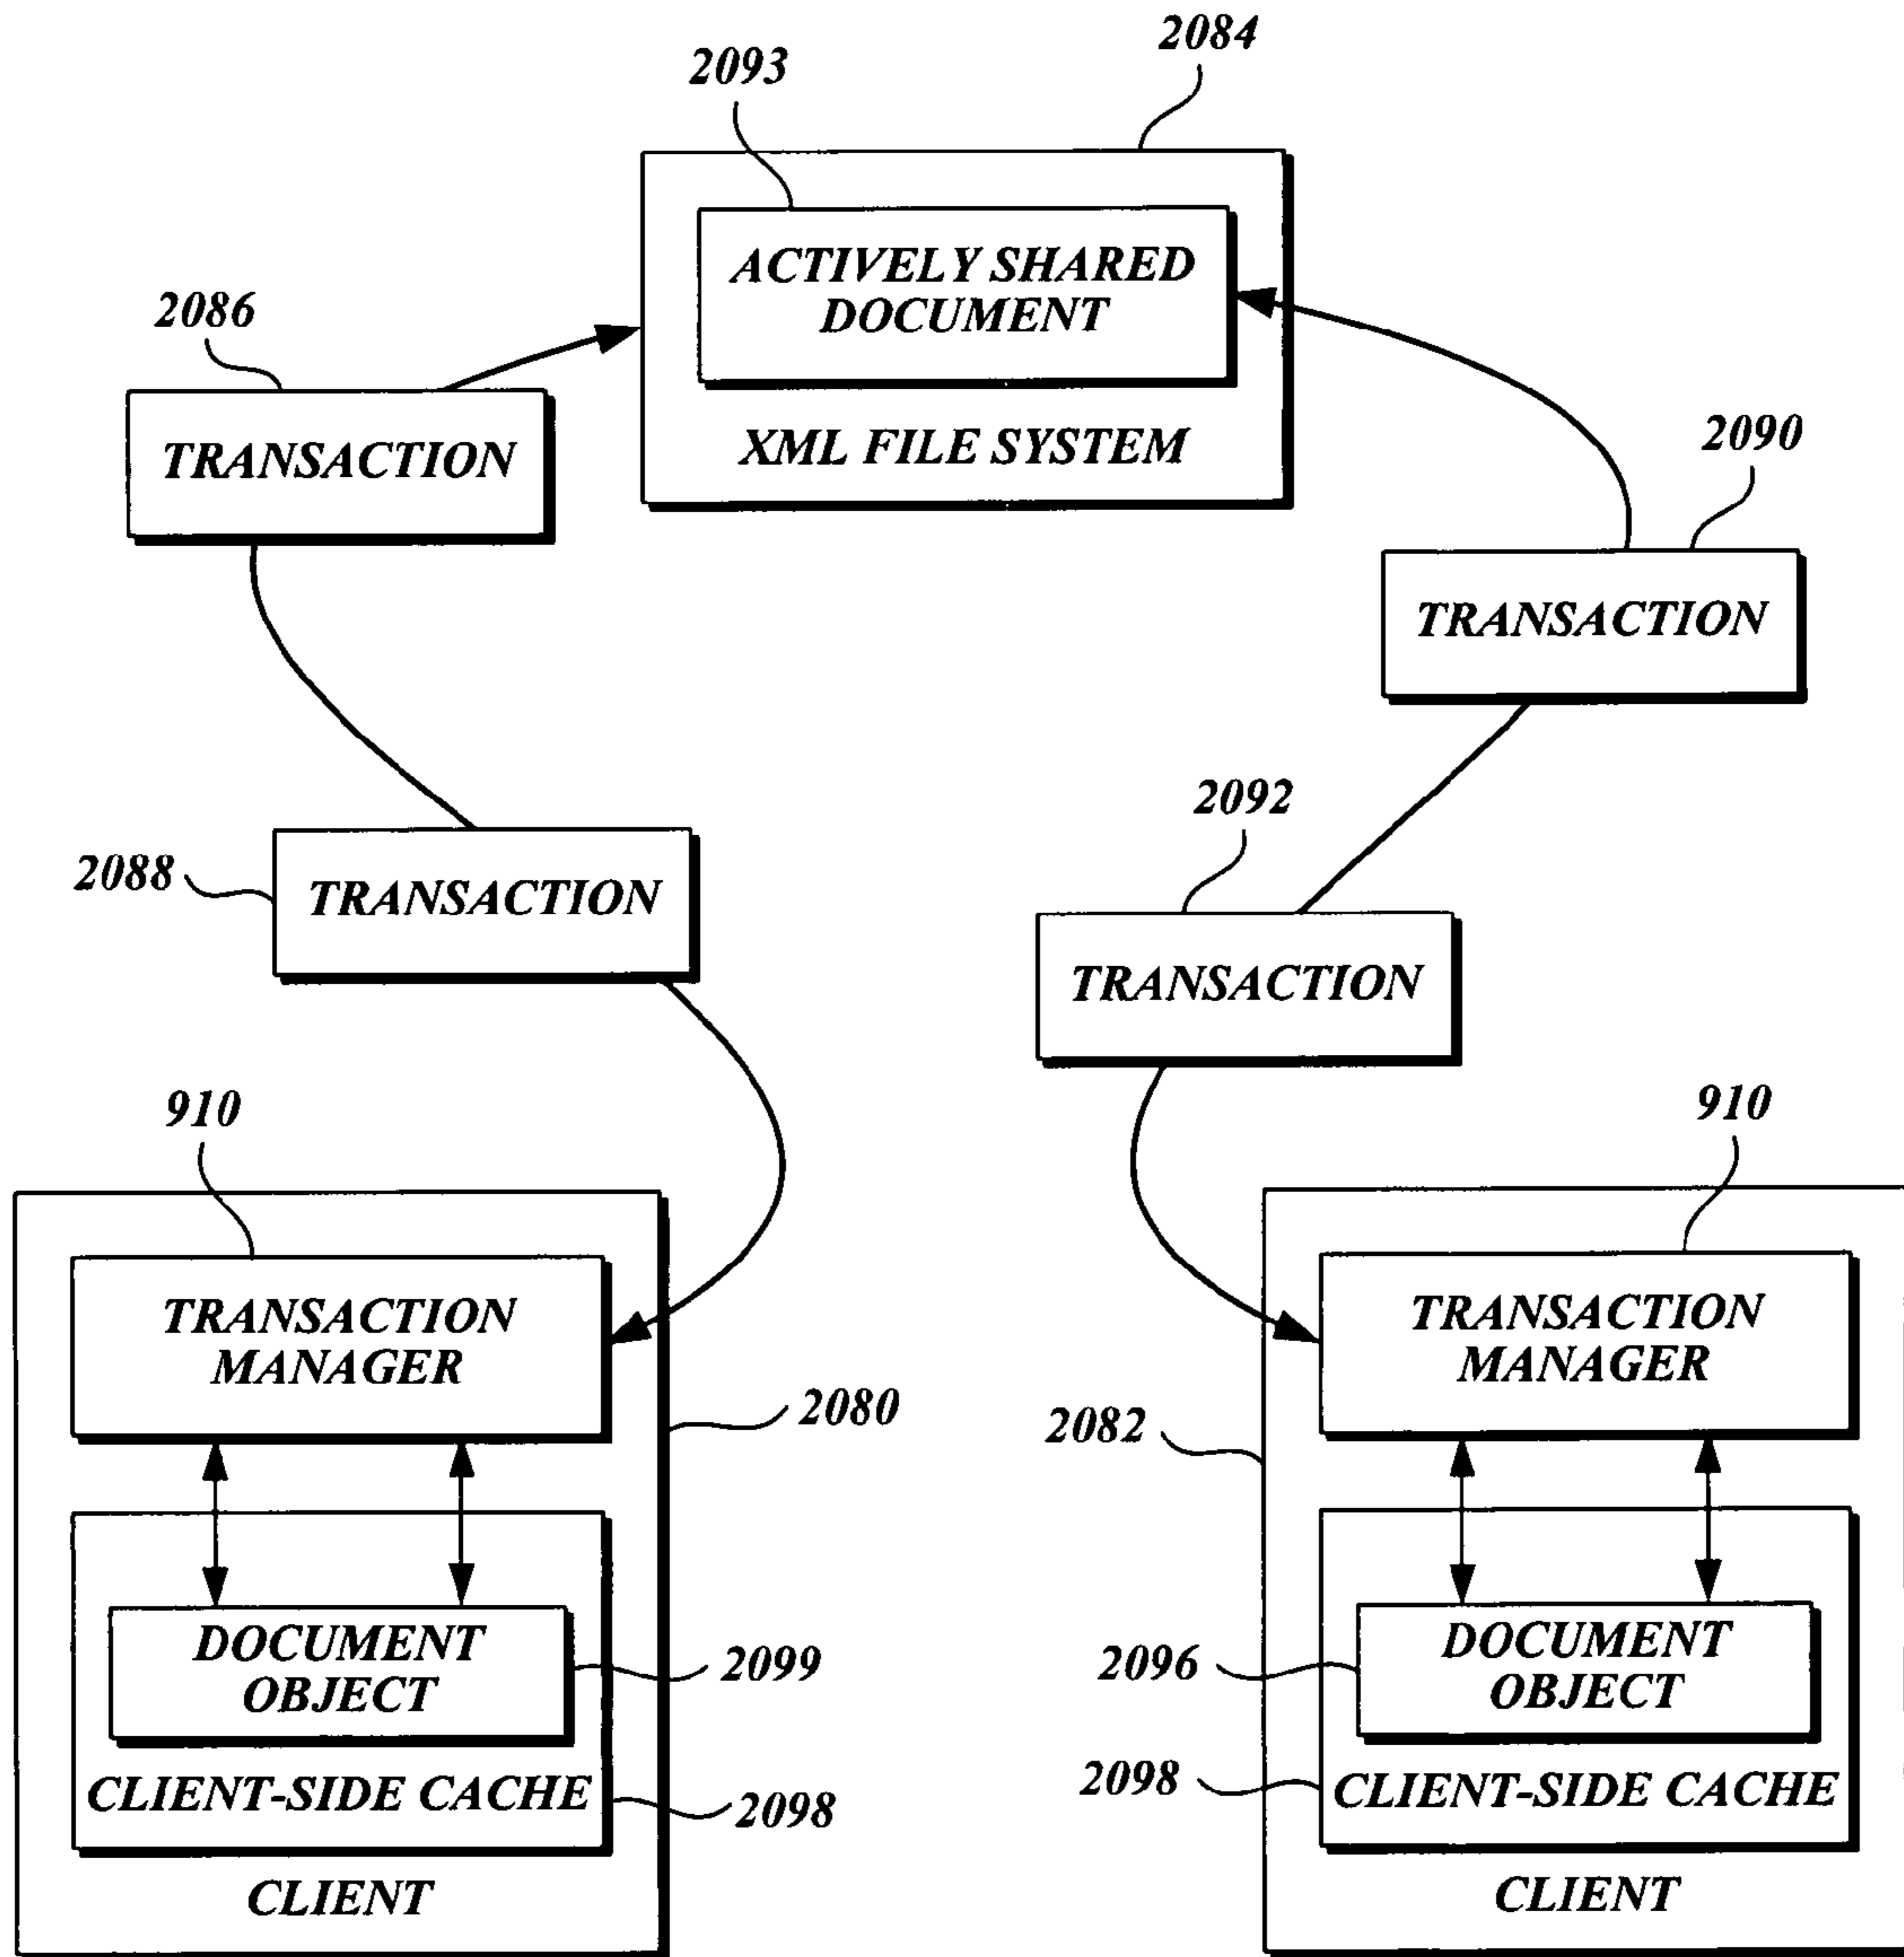 2084
2093
ACTIVELY SHARED
DOCUMENT
XML FILE SYSTEM
2086
TRANSACTION
2090
TRANSACTION
2088
TRANSACTION
2092
TRANSACTION
910
TRANSACTION
MANAGER
2080
DOCUMENT
OBJECT
2099
CLIENT-SIDE CACHE
2098
CLIENT
910
TRANSACTION
MANAGER
2082
DOCUMENT
OBJECT
2096
2098
CLIENT-SIDE CACHE
CLIENT